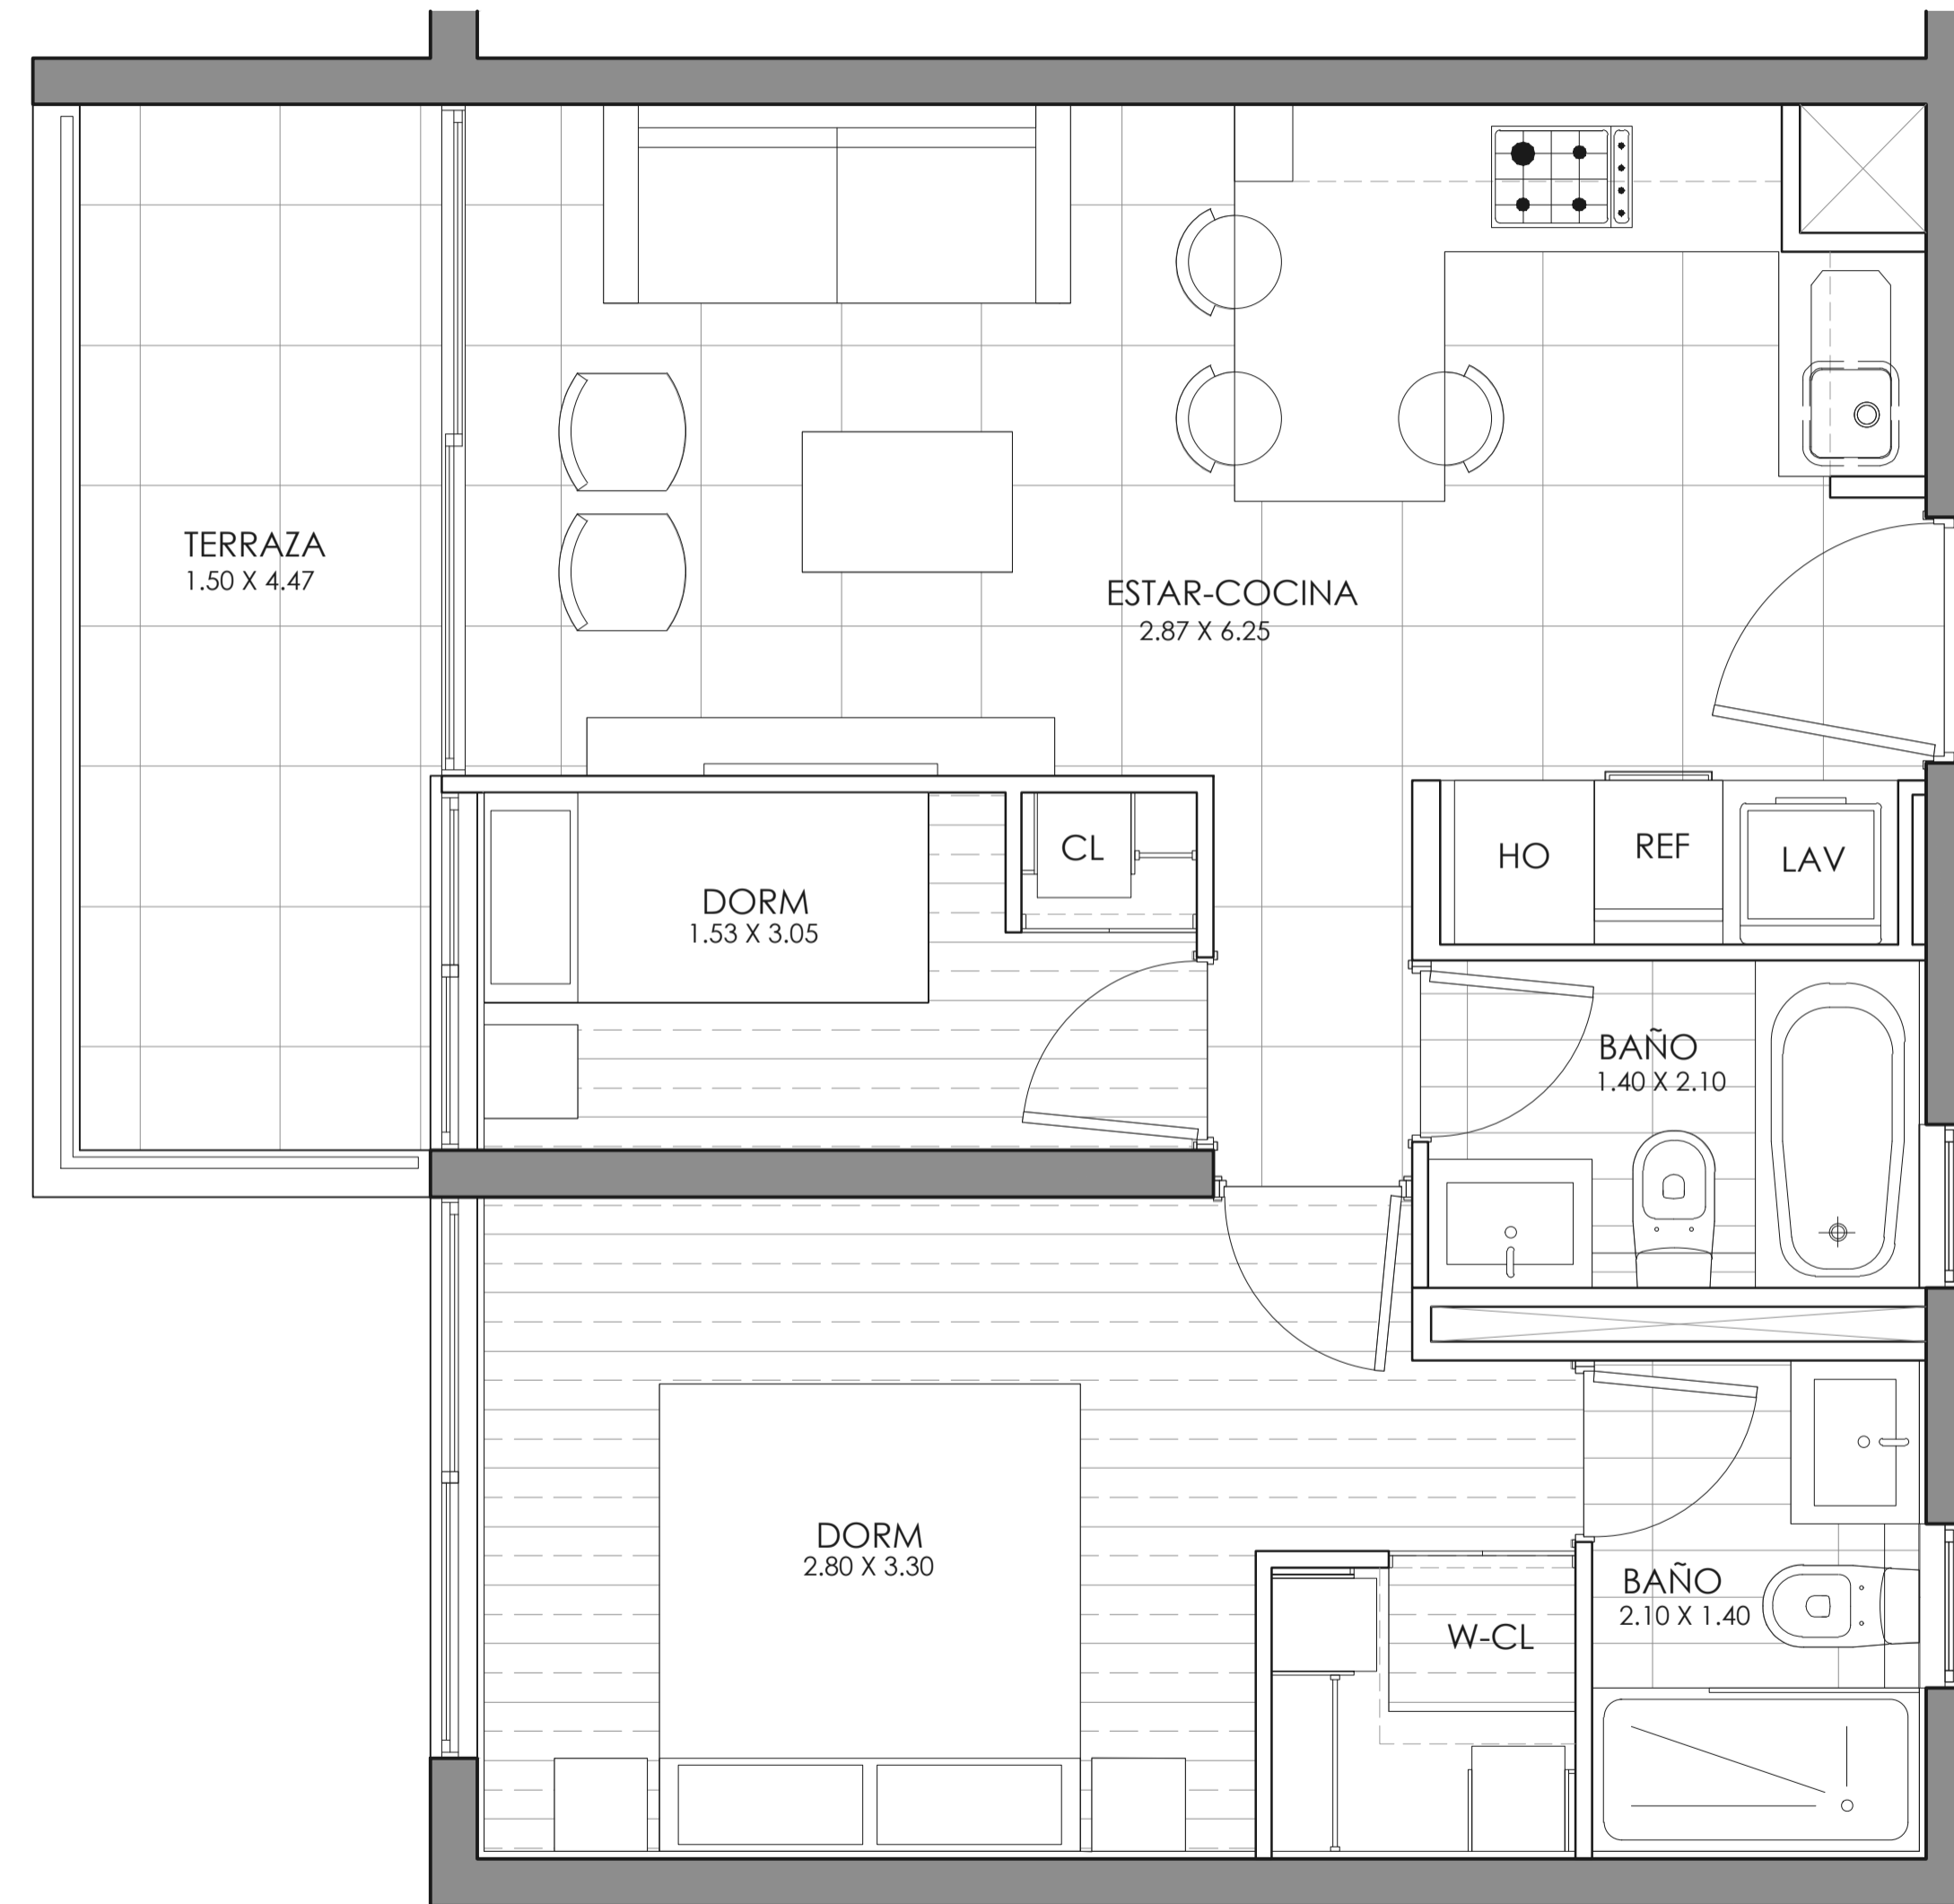 TERRAZA
1.50 X 4.47
ESTAR-COCINA
2.87 X 6.25
CL
HO
REF
LAV
DORM
1.53 X 3.05
BAÑO
1.40 X 2.10
DORM
2.80 X 3.30
W-CL
BAÑO
2.10 X 1.40